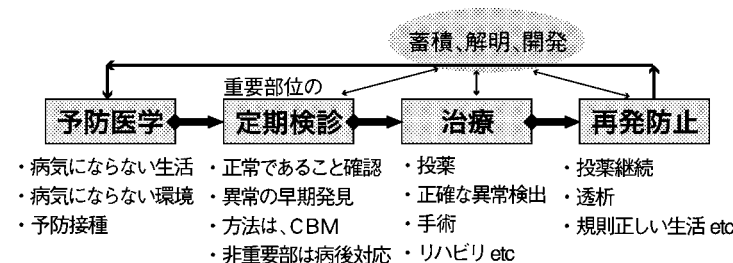 蓄積、解明、開発
重要部位の
予防医学
定期検診
治療
再発防止
・病気にならない生活
・病気にならない環境
・予防接種
・正常であること確認
・異常の早期発見
・方法は、CBM
・非重要部は病後対応
・投薬
・正確な異常検出
・手術
・リハビリ etc
・投薬継続
・透析
・規則正しい生活 etc